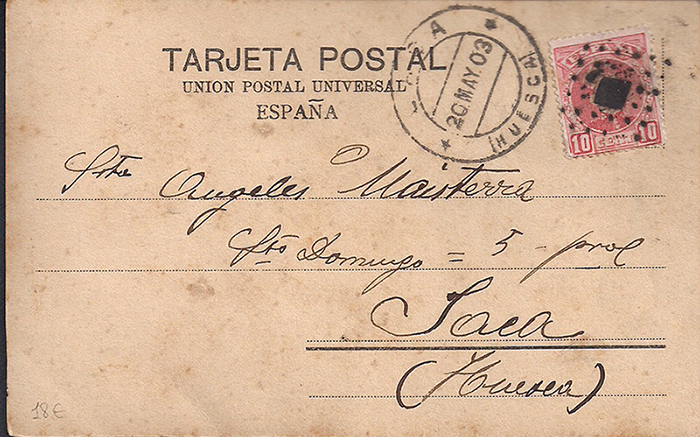 TARJETA POSTAL
UNION POSTAL UNIVERSAL
ESPAÑA
20 MAY. 03
HUESCA
10 10
Srta Angeles Maisterra
Sto Domingo = 5 - pral
Jaca
(Huesca)
18€